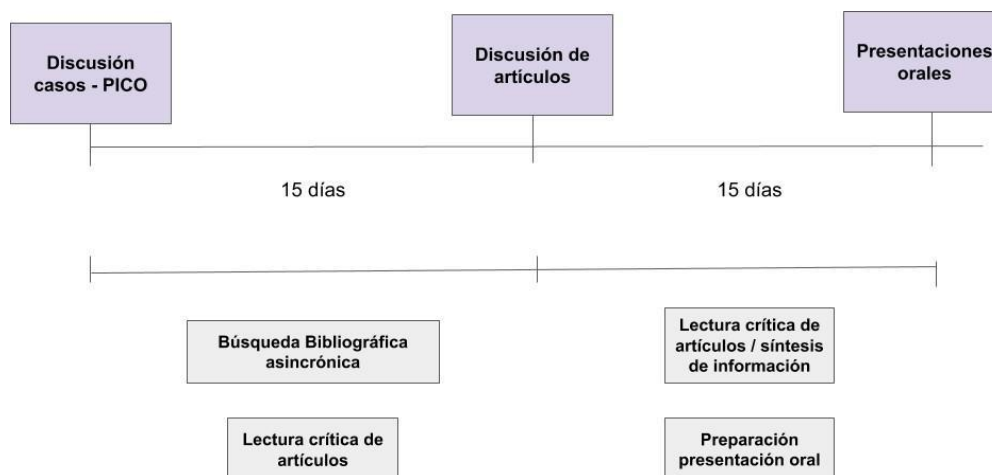 Discusión
casos - PICO
Discusión de
artículos
Presentaciones
orales
15 días
15 días
Búsqueda Bibliográfica
asincrónica
Lectura crítica de
artículos / síntesis
de información
Lectura crítica de
artículos
Preparación
presentación oral